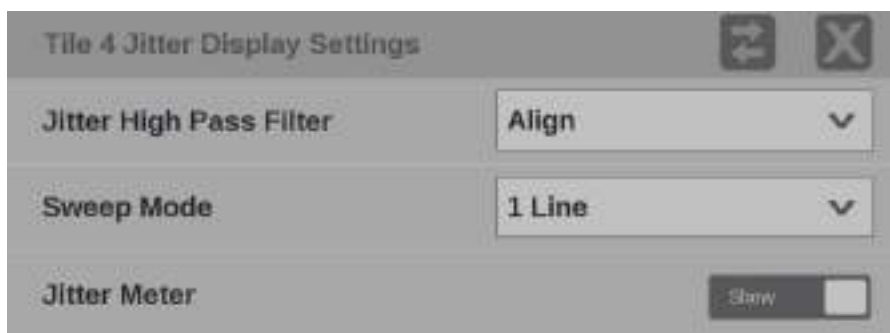 Tile 4 Jitter Display Settings
Jitter High Pass Filter Align
Sweep Mode 1 Line
Jitter Meter Show